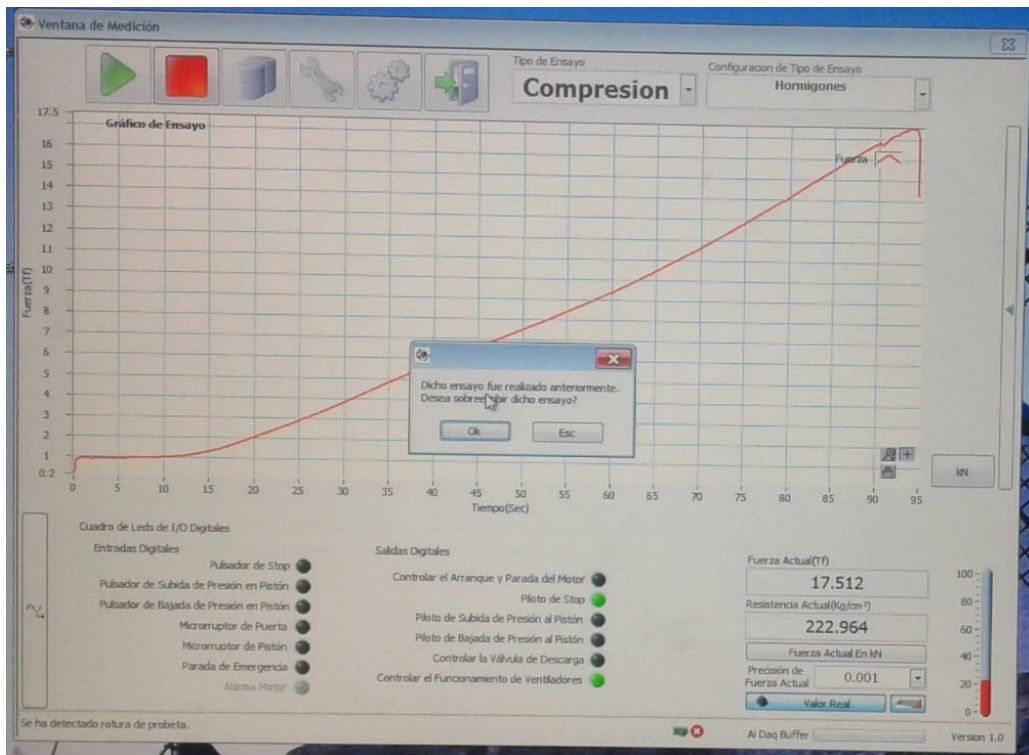 Ventana de Medición
Tipo de Ensayo
Compresion
Configuracion de Tipo de Ensayo
Hormigones
Gráfico de Ensayo
Fuerza
17.5
16
15
14
13
12
11
10
9
8
7
6
5
4
3
2
1
0.2
Fuerza(Tf)
0 5 10 15 20 25 30 35 40 45 50 55 60 65 70 75 80 85 90 95
Tiempo(Sec)
Dicho ensayo fue realizado anteriormente.
Desea sobreescribir dicho ensayo?
Ok
Esc
kN
Cuadro de Leds de I/O Digitales
Entradas Digitales
Pulsador de Stop
Pulsador de Subida de Presión en Pistón
Pulsador de Bajada de Presión en Pistón
Microrruptor de Puerta
Microrruptor de Pistón
Parada de Emergencia
Alarma Motor
Salidas Digitales
Controlar el Arranque y Parada del Motor
Piloto de Stop
Piloto de Subida de Presión al Pistón
Piloto de Bajada de Presión al Pistón
Controlar la Válvula de Descarga
Controlar el Funcionamiento de Ventiladores
Fuerza Actual(Tf)
17.512
Resistencia Actual(Kg/cm²)
222.964
Fuerza Actual En kN
Precisión de
Fuerza Actual
0.001
Valor Real
100
80
60
40
20
0
Se ha detectado rotura de probeta.
Ai Daq Buffer
Version 1.0